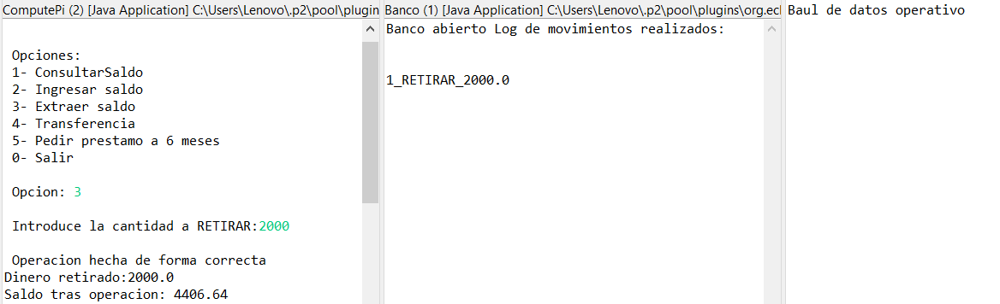 ComputePi (2) [Java Application] C:\Users\Lenovo\.p2\pool\plugin
Opciones:
1- ConsultarSaldo
2- Ingresar saldo
3- Extraer saldo
4- Transferencia
5- Pedir prestamo a 6 meses
0- Salir
Opcion: 3
Introduce la cantidad a RETIRAR:2000
Operacion hecha de forma correcta
Dinero retirado:2000.0
Saldo tras operacion: 4406.64
Banco (1) [Java Application] C:\Users\Lenovo\.p2\pool\plugins\org.ecl
Banco abierto Log de movimientos realizados:
1_RETIRAR_2000.0
Baul de datos operativo